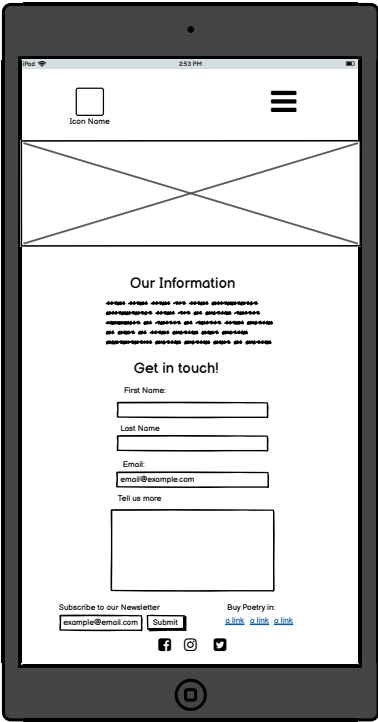 iPad 2:53 PM
Icon Name
Our Information
Get in touch!
First Name:
Last Name
Email:
email@example.com
Tell us more
Subscribe to our Newsletter Buy Poetry in:
example@email.com Submit a link a link a link